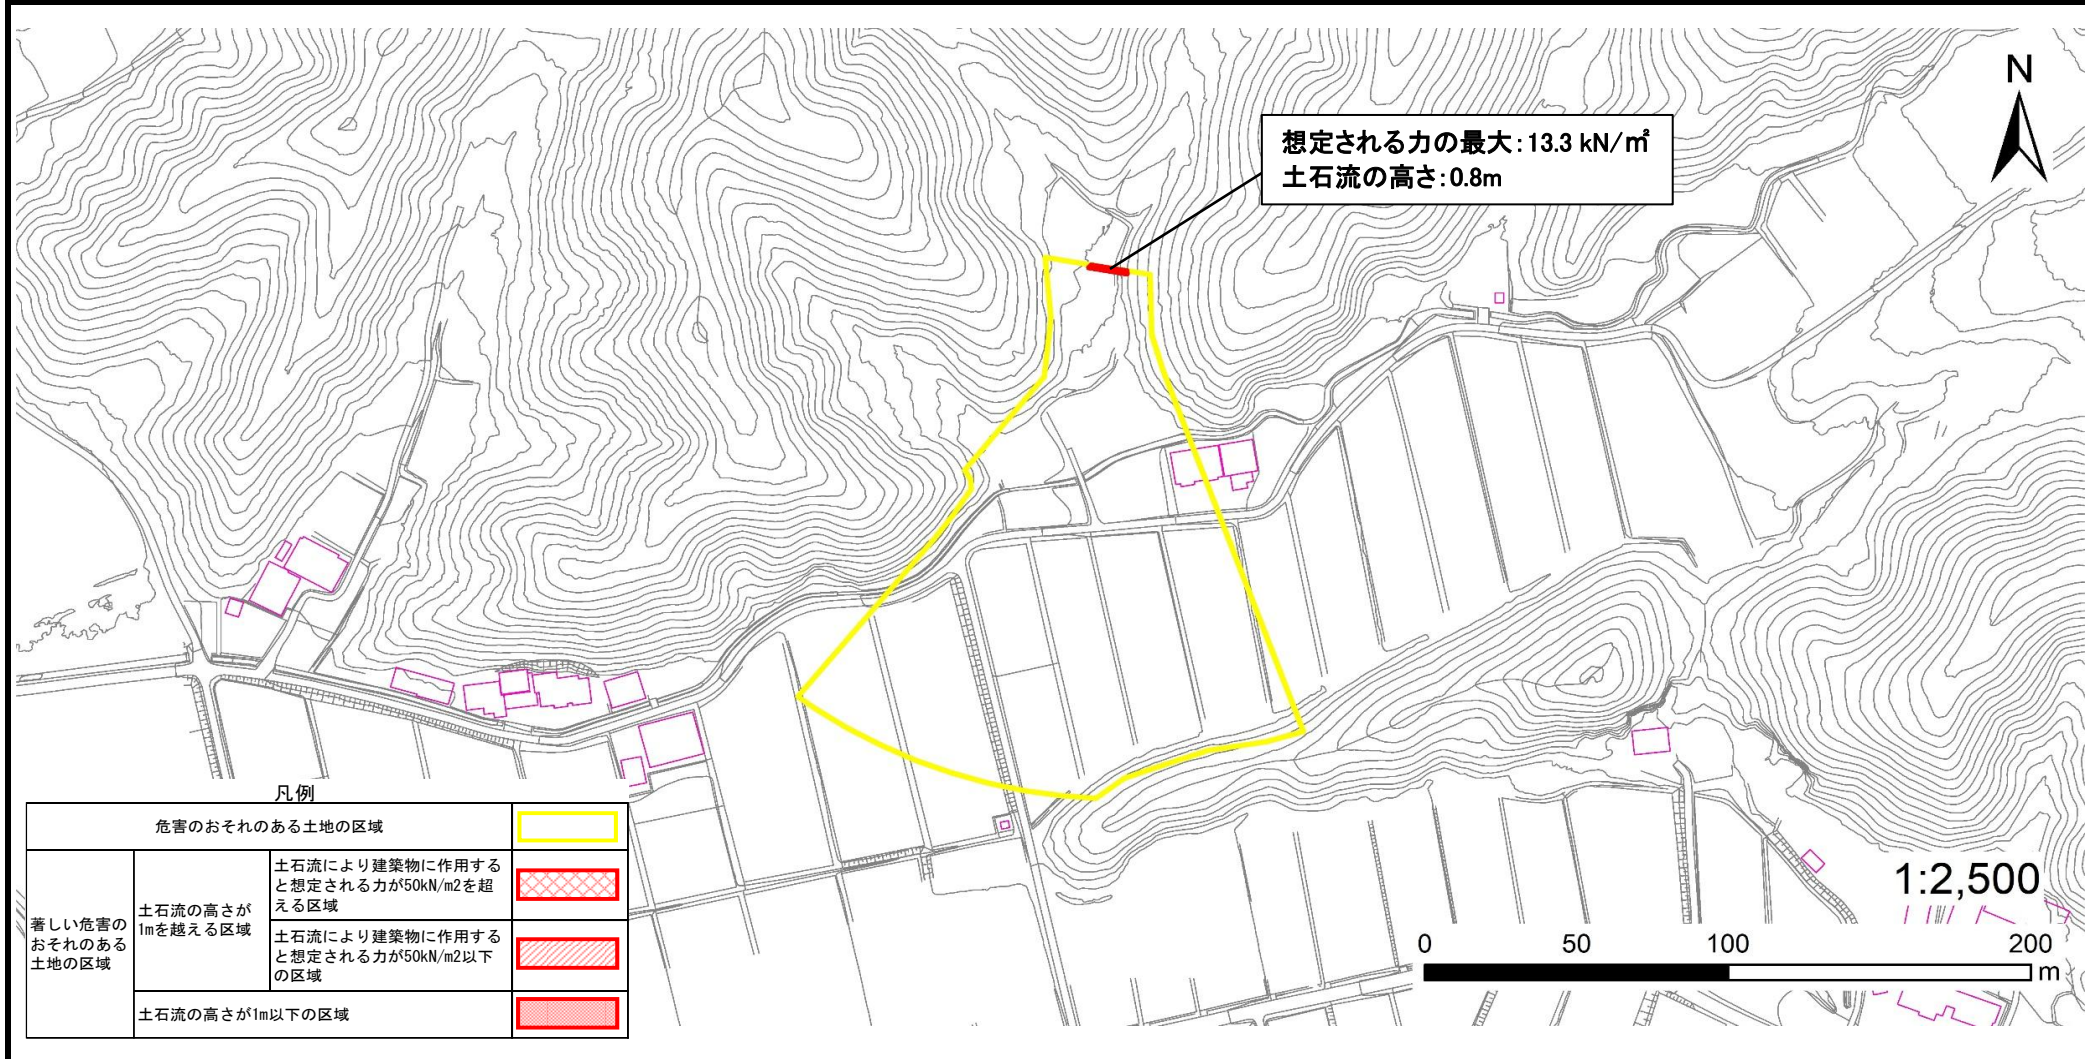 N
想定される力の最大:13.3 kN/㎡
土石流の高さ:0.8m
凡例
危害のおそれのある土地の区域
著しい危害の
おそれのある
土地の区域
土石流の高さが
1mを越える区域
土石流により建築物に作用する
と想定される力が50kN/m2を超
える区域
土石流により建築物に作用する
と想定される力が50kN/m2以下
の区域
土石流の高さが1m以下の区域
1:2,500
0 50 100 200
m